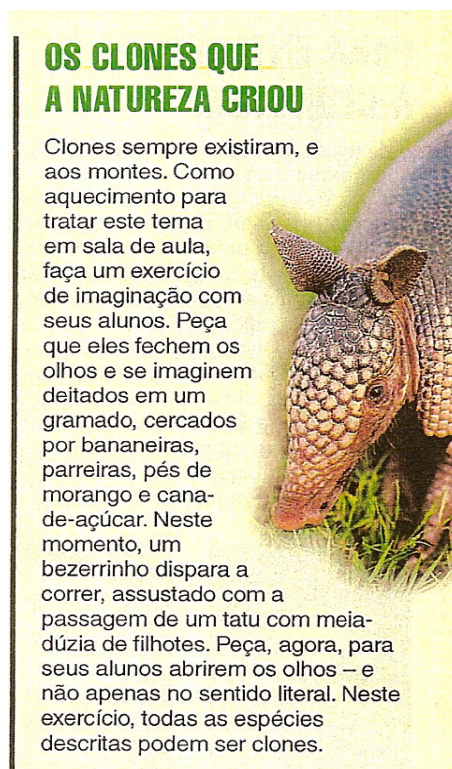 OS CLONES QUE
A NATUREZA CRIOU
Clones sempre existiram, e
aos montes. Como
aquecimento para
tratar este tema
em sala de aula,
faça um exercício
de imaginação com
seus alunos. Peça
que eles fechem os
olhos e se imaginem
deitados em um
gramado, cercados
por bananeiras,
parreiras, pés de
morango e cana-
de-açúcar. Neste
momento, um
bezerrinho dispara a
correr, assustado com a
passagem de um tatu com meia-
dúzia de filhotes. Peça, agora, para
seus alunos abrirem os olhos – e
não apenas no sentido literal. Neste
exercício, todas as espécies
descritas podem ser clones.